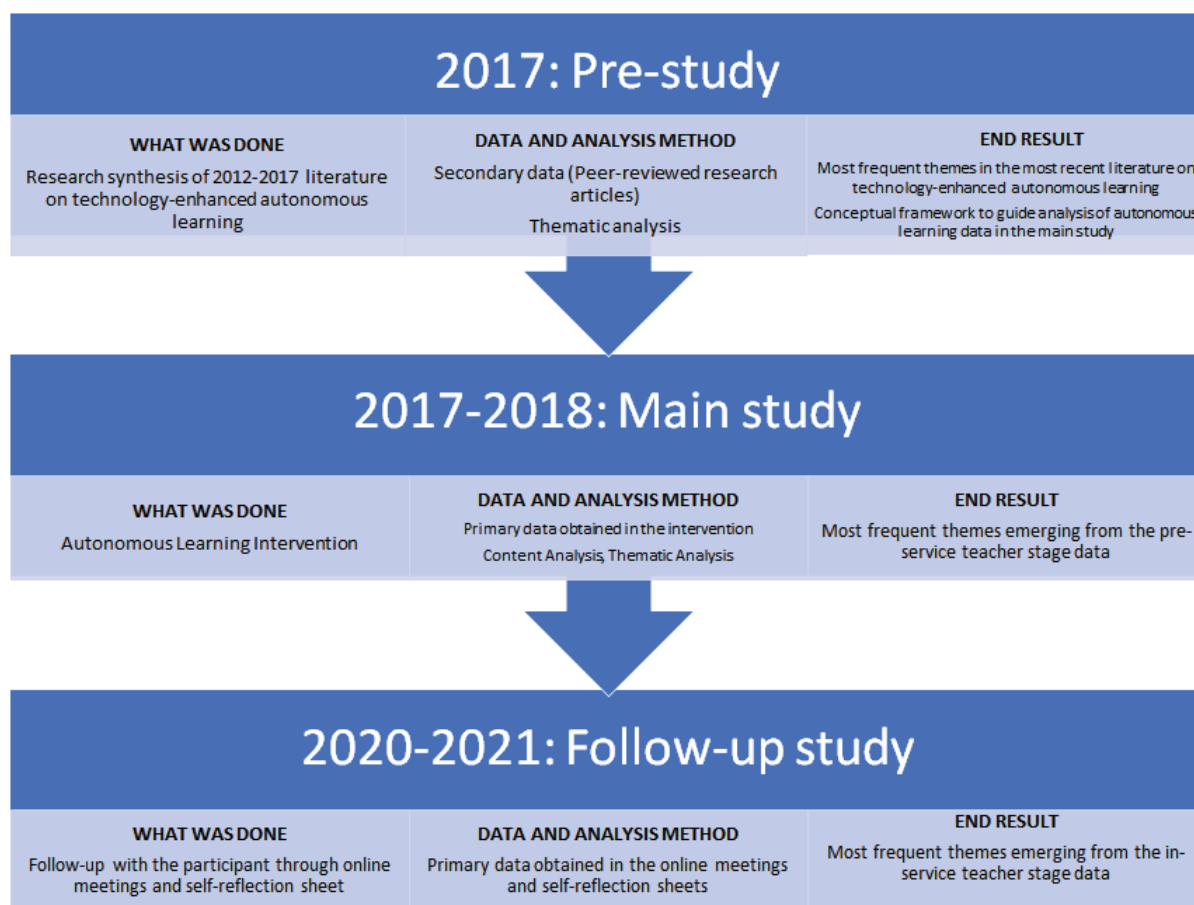 2017: Pre-study
WHAT WAS DONE
Research synthesis of 2012-2017 literature
on technology-enhanced autonomous
learning
DATA AND ANALYSIS METHOD
Secondary data (Peer-reviewed research
articles)
Thematic analysis
END RESULT
Most frequent themes in the most recent literature on
technology-enhanced autonomous learning
Conceptual framework to guide analysis of autonomous
learning data in the main study
2017-2018: Main study
WHAT WAS DONE
Autonomous Learning Intervention
DATA AND ANALYSIS METHOD
Primary data obtained in the intervention
Content Analysis, Thematic Analysis
END RESULT
Most frequent themes emerging from the pre-
service teacher stage data
2020-2021: Follow-up study
WHAT WAS DONE
Follow-up with the participant through online
meetings and self-reflection sheet
DATA AND ANALYSIS METHOD
Primary data obtained in the online meetings
and self-reflection sheets
END RESULT
Most frequent themes emerging from the in-
service teacher stage data